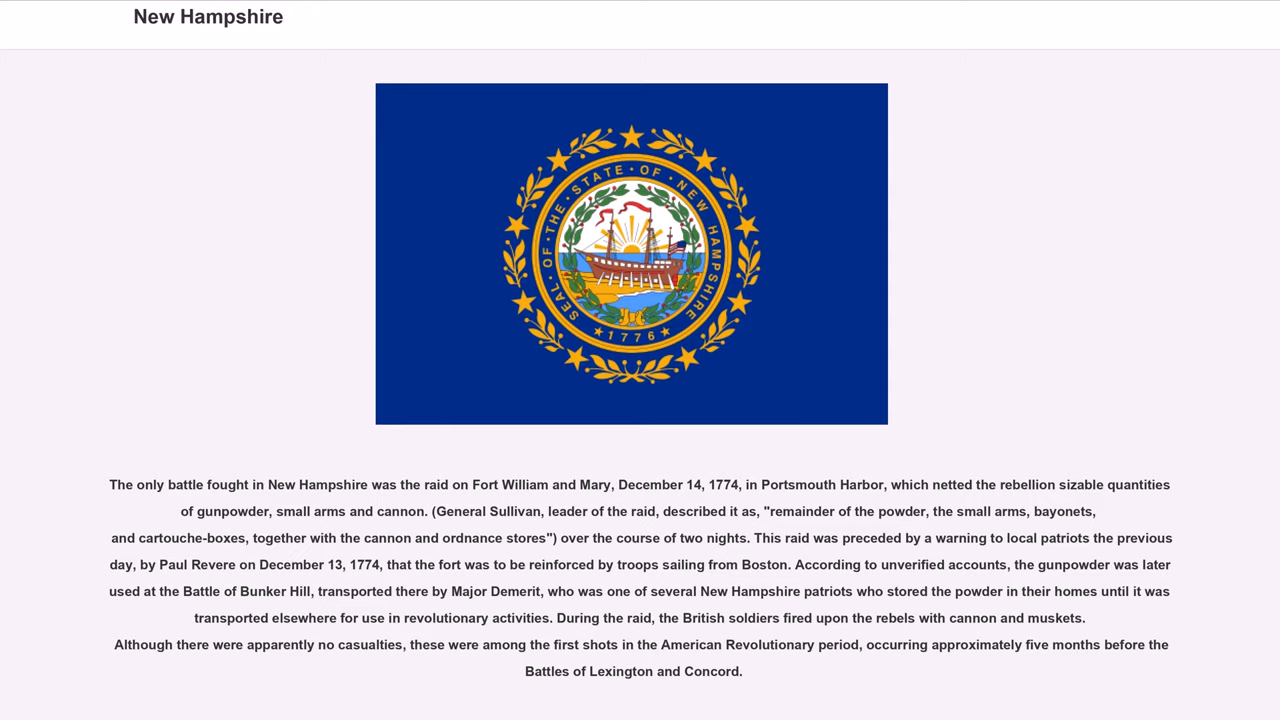 New Hampshire
SEAL · OF · THE · STATE · OF · NEW HAMPSHIRE
1776
The only battle fought in New Hampshire was the raid on Fort William and Mary, December 14, 1774, in Portsmouth Harbor, which netted the rebellion sizable quantities
of gunpowder, small arms and cannon. (General Sullivan, leader of the raid, described it as, "remainder of the powder, the small arms, bayonets,
and cartouche-boxes, together with the cannon and ordnance stores") over the course of two nights. This raid was preceded by a warning to local patriots the previous
day, by Paul Revere on December 13, 1774, that the fort was to be reinforced by troops sailing from Boston. According to unverified accounts, the gunpowder was later
used at the Battle of Bunker Hill, transported there by Major Demerit, who was one of several New Hampshire patriots who stored the powder in their homes until it was
transported elsewhere for use in revolutionary activities. During the raid, the British soldiers fired upon the rebels with cannon and muskets.
Although there were apparently no casualties, these were among the first shots in the American Revolutionary period, occurring approximately five months before the
Battles of Lexington and Concord.